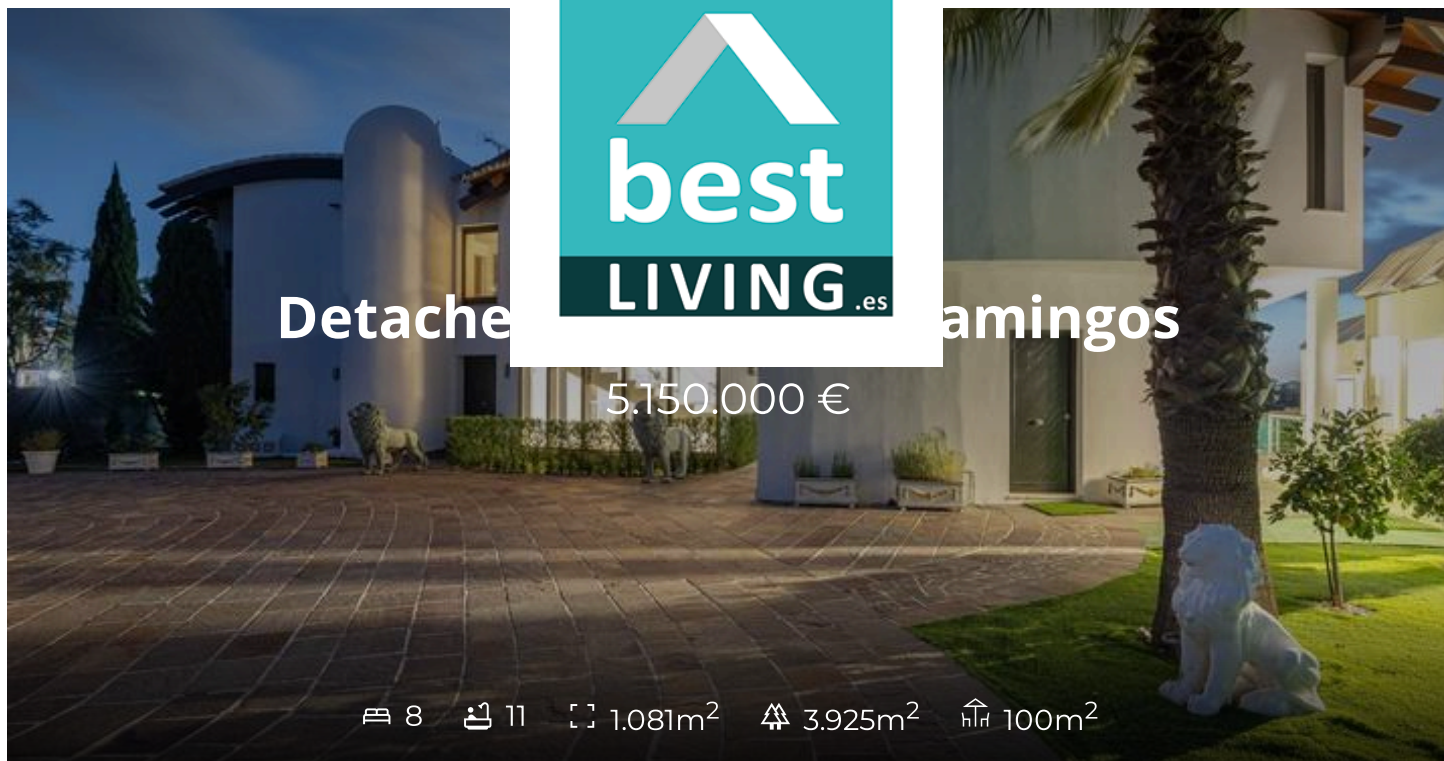 best
LIVING.es
Detache amingos
5.150.000 €
8 11 1.081m² 3.925m² 100m²